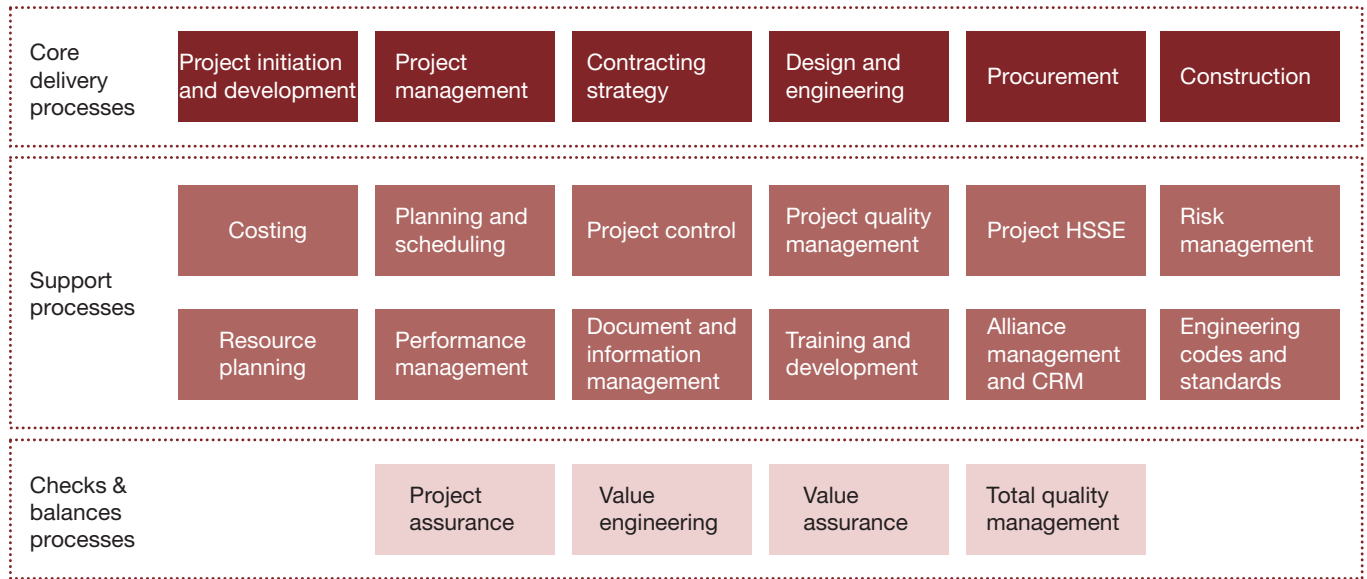 Core
delivery
processes
Project initiation
and development
Project
management
Contracting
strategy
Design and
engineering
Procurement
Construction
Support
processes
Costing
Planning and
scheduling
Project control
Project quality
management
Project HSSE
Risk
management
Resource
planning
Performance
management
Document and
information
management
Training and
development
Alliance
management
and CRM
Engineering
codes and
standards
Checks &
balances
processes
Project
assurance
Value
engineering
Value
assurance
Total quality
management